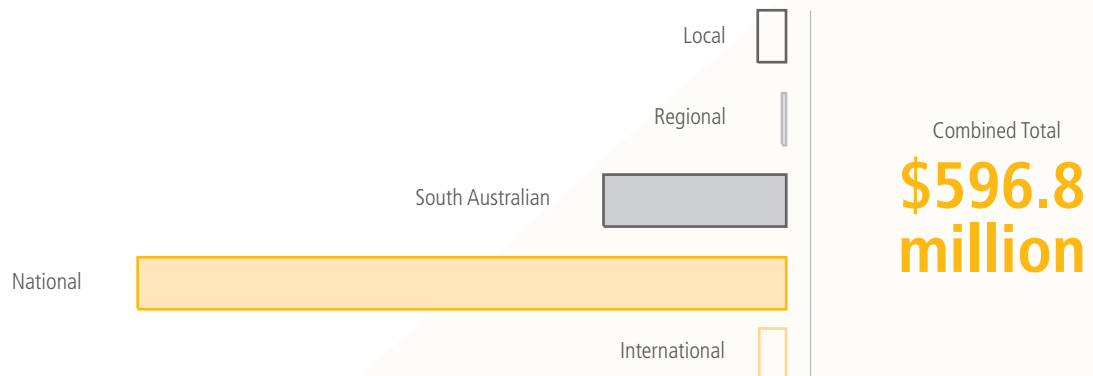 Local
Regional
South Australian
National
International
Combined Total
$596.8
million